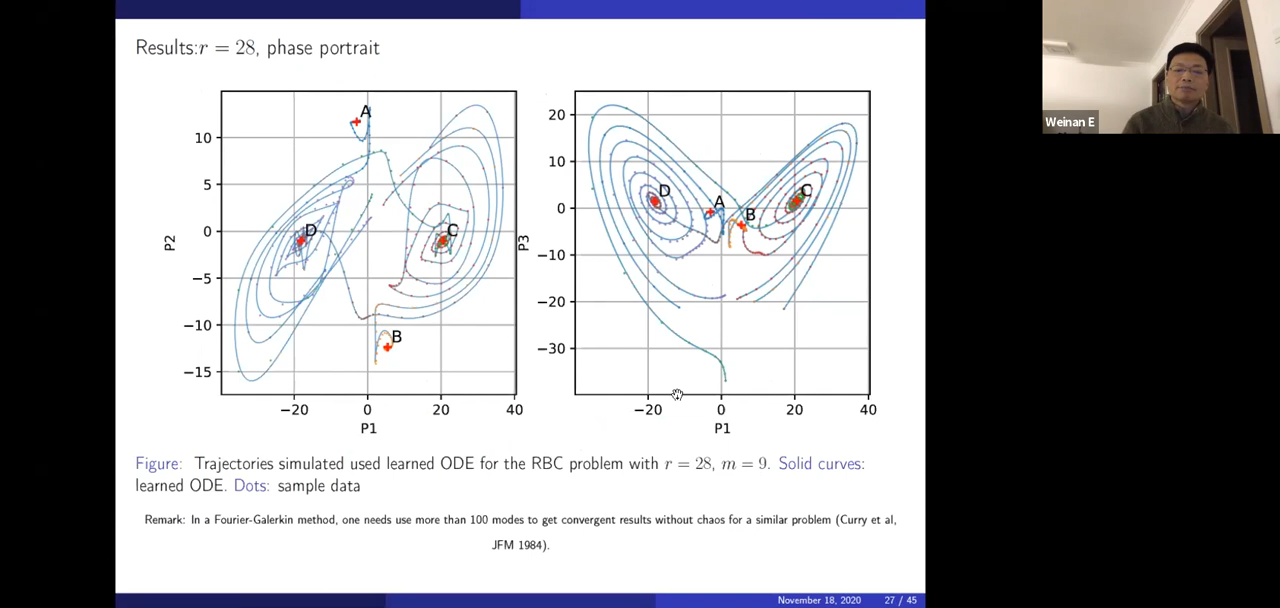 Results:r = 28, phase portrait
P2
10
5
0
−5
−10
−15
−20
0
20
40
P1
A
B
C
D
P3
20
10
0
−10
−20
−30
−20
0
20
40
P1
A
B
C
D
Figure: Trajectories simulated used learned ODE for the RBC problem with r = 28, m = 9. Solid curves:
learned ODE. Dots: sample data
Remark: In a Fourier-Galerkin method, one needs use more than 100 modes to get convergent results without chaos for a similar problem (Curry et al,
JFM 1984).
November 18, 2020 27 / 45
Weinan E